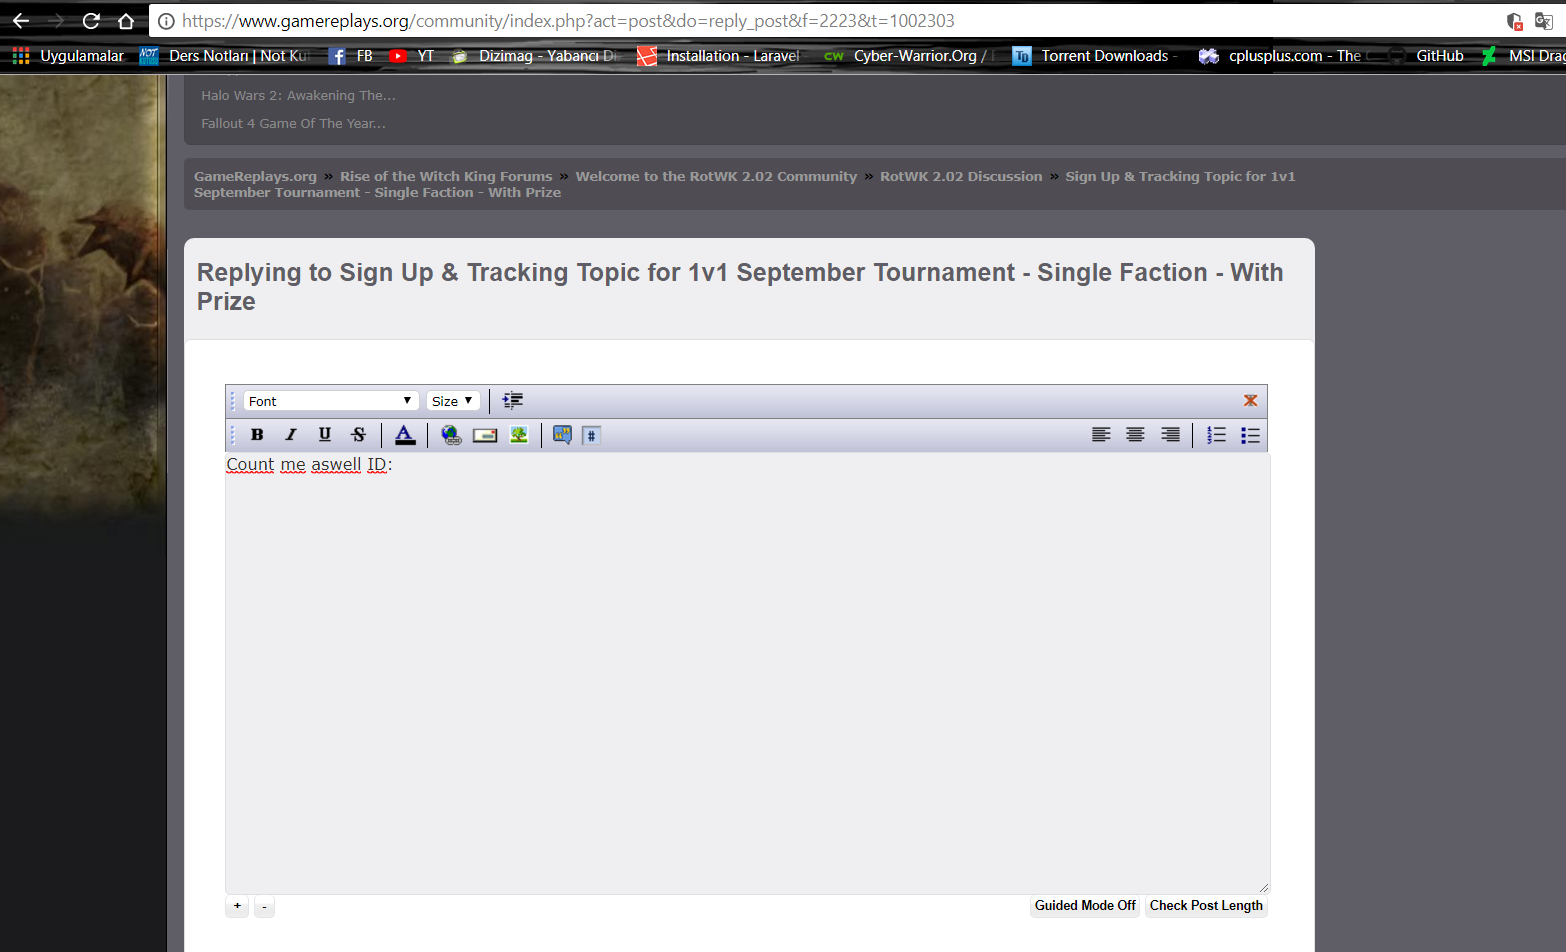 https://www.gamereplays.org/community/index.php?act=post&do=reply_post&f=2223&t=1002303
Uygulamalar NOT Ders Notları | Not Ku FB YT Dizimag - Yabancı Di Installation - Laravel CW Cyber-Warrior.Org / TD Torrent Downloads - cplusplus.com - The C GitHub MSI Drag
Halo Wars 2: Awakening The...
Fallout 4 Game Of The Year...
GameReplays.org » Rise of the Witch King Forums » Welcome to the RotWK 2.02 Community » RotWK 2.02 Discussion » Sign Up & Tracking Topic for 1v1
September Tournament - Single Faction - With Prize
Replying to Sign Up & Tracking Topic for 1v1 September Tournament - Single Faction - With
Prize
Font Size
B I U S A #
Count me aswell ID:
+ - Guided Mode Off Check Post Length